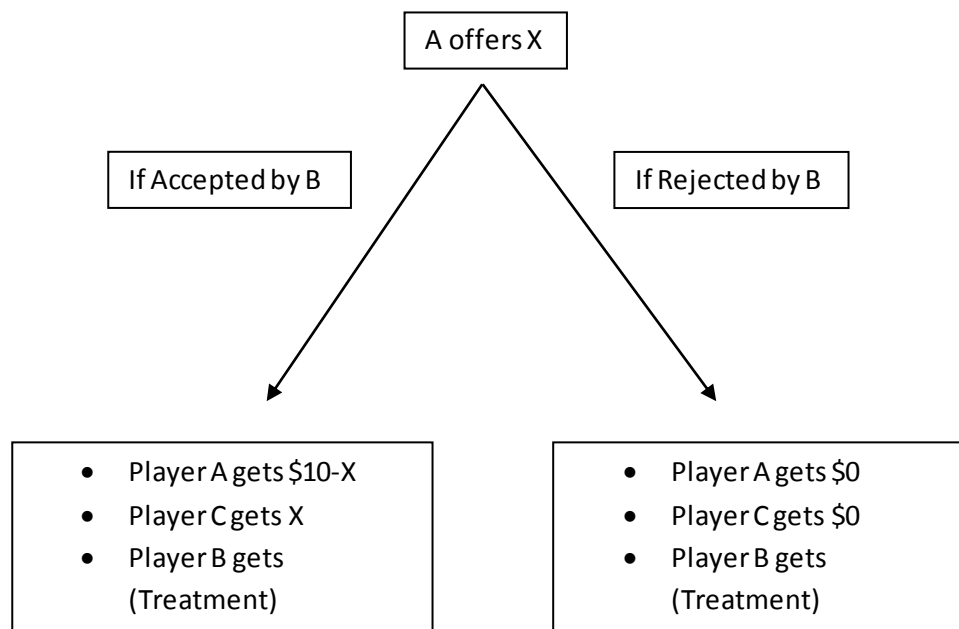 A offers X
If Accepted by B
If Rejected by B
• Player A gets $10-X
• Player C gets X
• Player B gets
(Treatment)
• Player A gets $0
• Player C gets $0
• Player B gets
(Treatment)